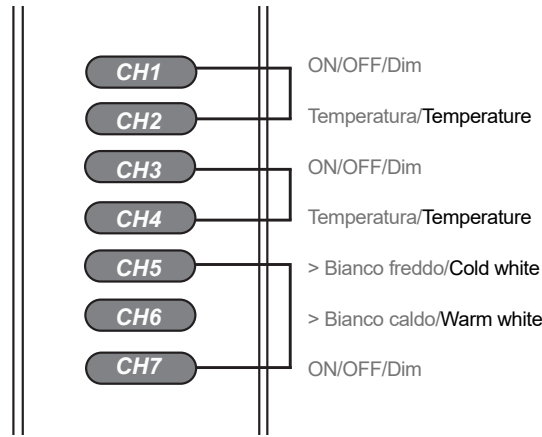 CH1 ON/OFF/Dim
CH2 Temperatura/Temperature
CH3 ON/OFF/Dim
CH4 Temperatura/Temperature
CH5 > Bianco freddo/Cold white
CH6 > Bianco caldo/Warm white
CH7 ON/OFF/Dim